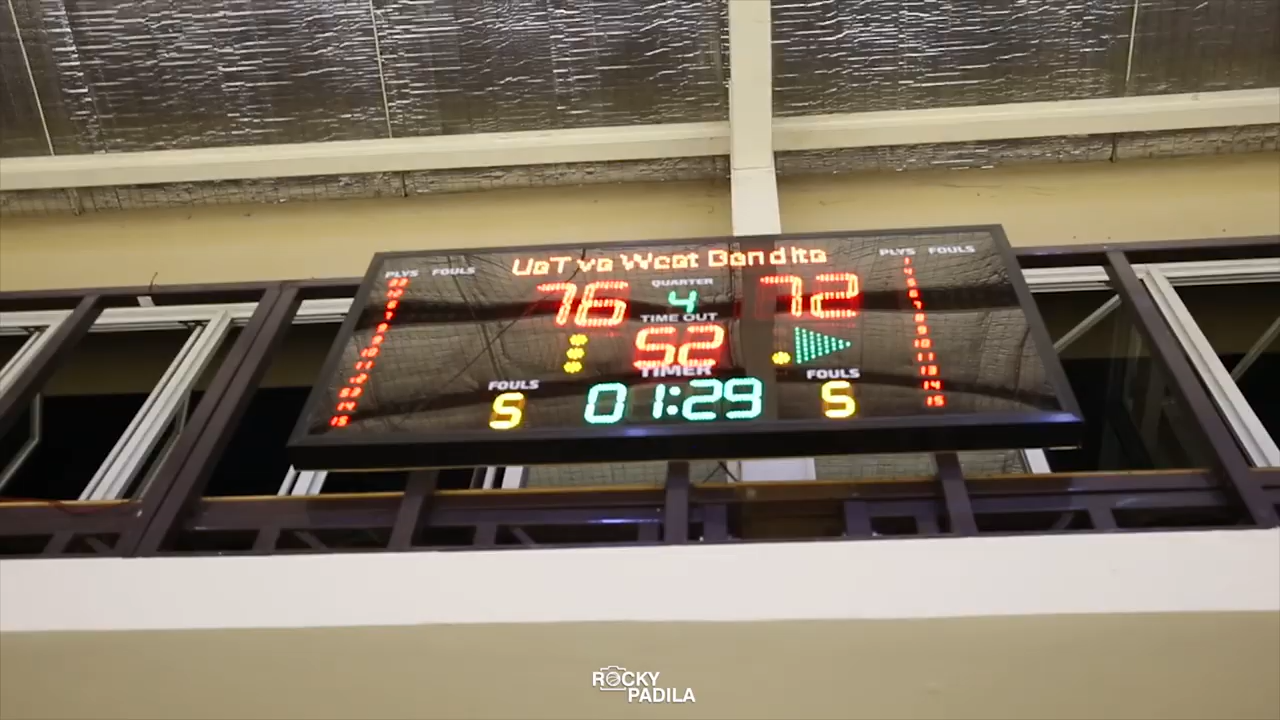 UsT vs West Bandits
PLYS FOULS
PLYS FOULS
QUARTER
76 4 72
TIME OUT
52
TIMER
FOULS
FOULS
5 01:29 5
ROCKY
PADILA